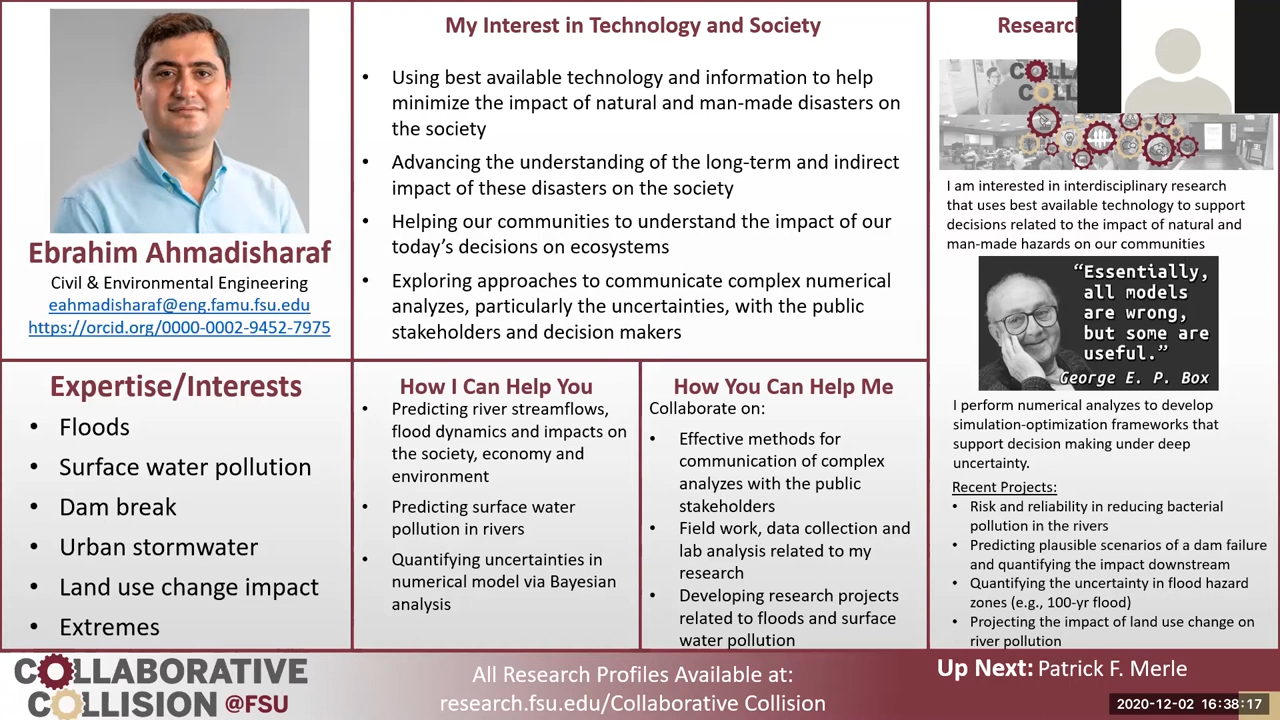 Ebrahim Ahmadisharaf
Civil & Environmental Engineering
eahmadisharaf@eng.famu.fsu.edu
https://orcid.org/0000-0002-9452-7975
My Interest in Technology and Society
• Using best available technology and information to help
minimize the impact of natural and man-made disasters on
the society
• Advancing the understanding of the long-term and indirect
impact of these disasters on the society
• Helping our communities to understand the impact of our
today's decisions on ecosystems
• Exploring approaches to communicate complex numerical
analyzes, particularly the uncertainties, with the public
stakeholders and decision makers
Expertise/Interests
• Floods
• Surface water pollution
• Dam break
• Urban stormwater
• Land use change impact
• Extremes
How I Can Help You
• Predicting river streamflows,
flood dynamics and impacts on
the society, economy and
environment
• Predicting surface water
pollution in rivers
• Quantifying uncertainties in
numerical model via Bayesian
analysis
How You Can Help Me
Collaborate on:
• Effective methods for
communication of complex
analyzes with the public
stakeholders
• Field work, data collection and
lab analysis related to my
research
• Developing research projects
related to floods and surface
water pollution
Research
COLLA
COLLISION
I am interested in interdisciplinary research
that uses best available technology to support
decisions related to the impact of natural and
man-made hazards on our communities
“Essentially,
all models
are wrong,
but some are
useful.”
George E. P. Box
I perform numerical analyzes to develop
simulation-optimization frameworks that
support decision making under deep
uncertainty.
Recent Projects:
• Risk and reliability in reducing bacterial
pollution in the rivers
• Predicting plausible scenarios of a dam failure
and quantifying the impact downstream
• Quantifying the uncertainty in flood hazard
zones (e.g., 100-yr flood)
• Projecting the impact of land use change on
river pollution
COLLABORATIVE
COLLISION @FSU
All Research Profiles Available at:
research.fsu.edu/Collaborative Collision
Up Next: Patrick F. Merle
2020-12-02 16:38:17